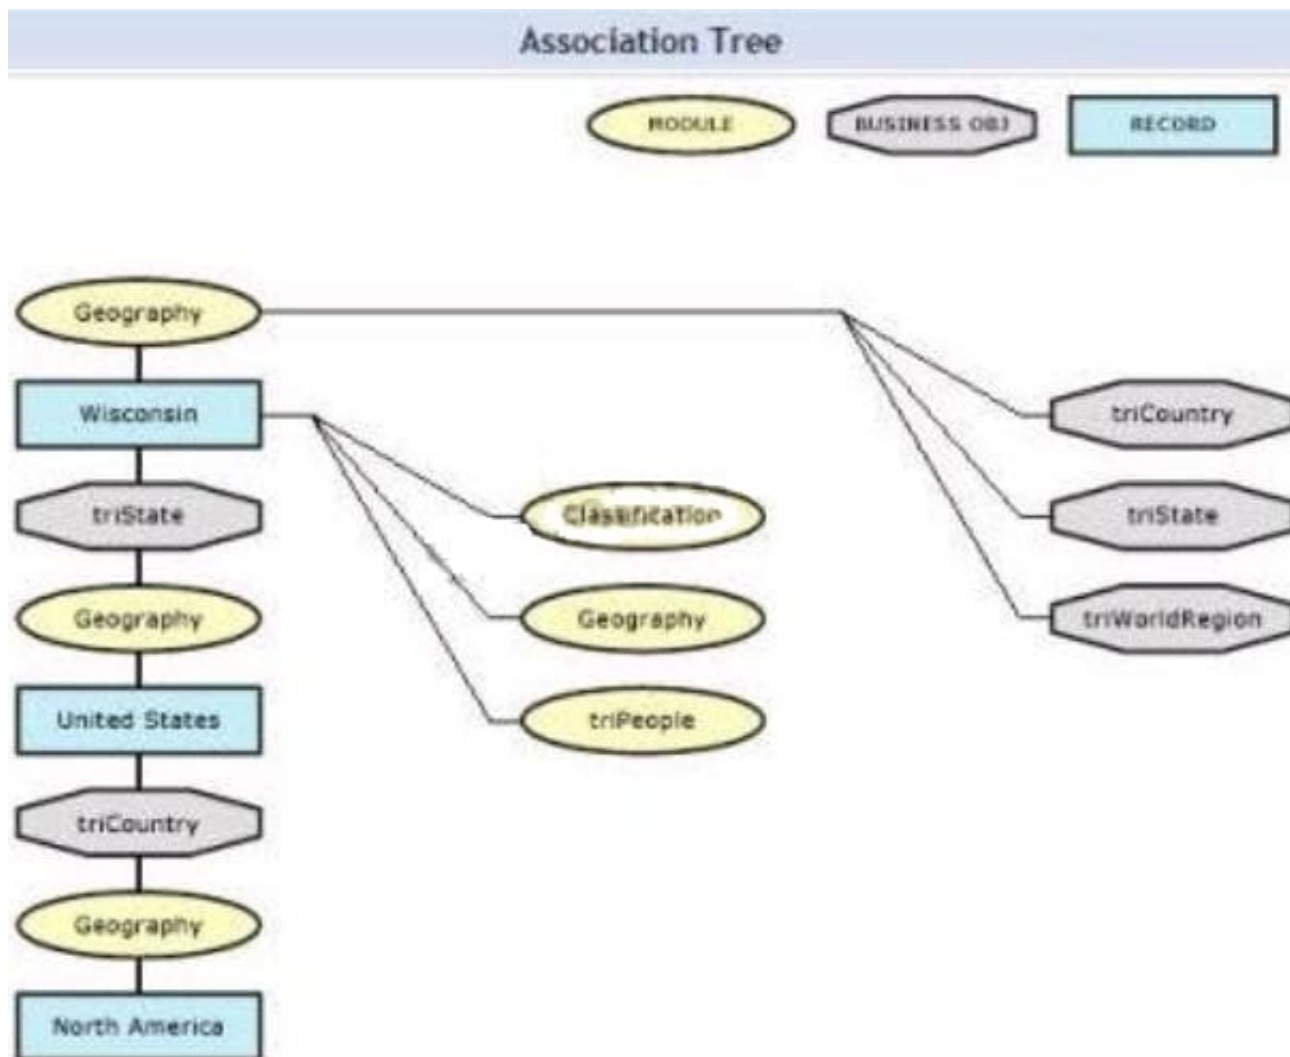 Association Tree
MODULE BUSINESS OBJ RECORD
Geography
Wisconsin triCountry
triState Classification triState
Geography Geography triWorldRegion
United States triPeople
triCountry
Geography
North America